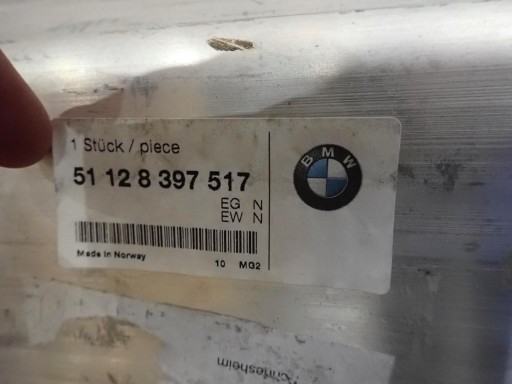 1 Stück / piece
51 12 8 397 517
EG N
EW N
Made in Norway
10 MG2
BMW